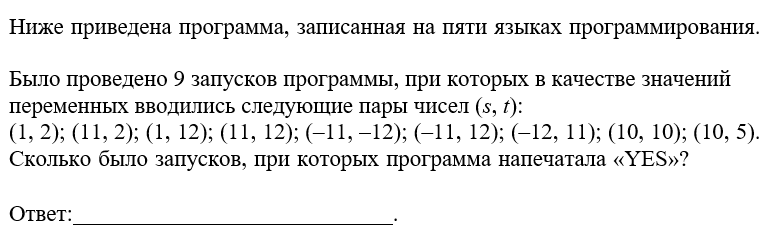 Ниже приведена программа, записанная на пяти языках программирования.
Было проведено 9 запусков программы, при которых в качестве значений
переменных вводились следующие пары чисел (s, t):
(1, 2); (11, 2); (1, 12); (11, 12); (–11, –12); (–11, 12); (–12, 11); (10, 10); (10, 5).
Сколько было запусков, при которых программа напечатала «YES»?
Ответ:____________________________.